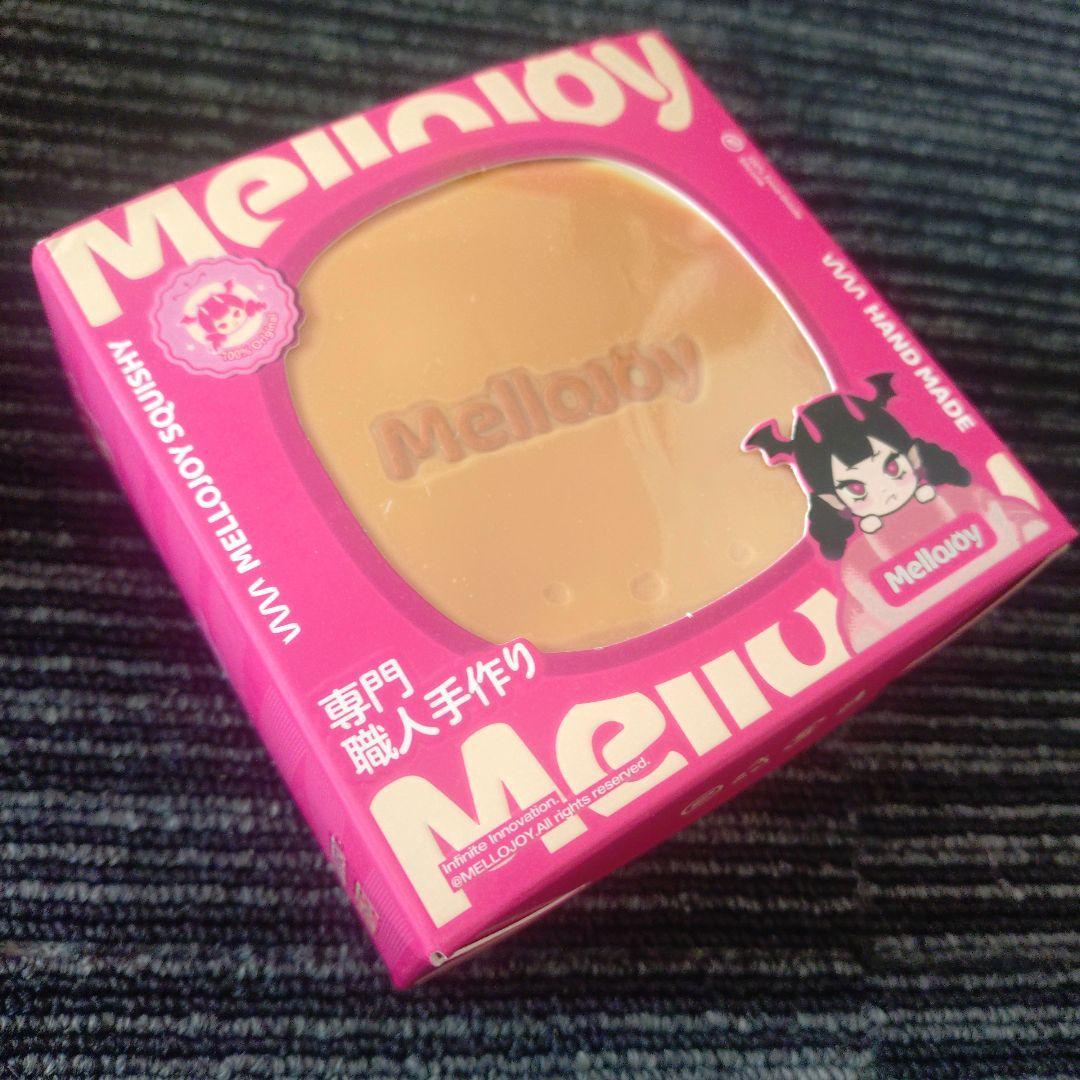 MelloJoy
100% Original
MELLOJOY SQUISHY
MelloJoy
HAND MADE
MelloJoy
専門
職人手作り
Infinite Innovation.
@MELLOJOY.All rights reserved.